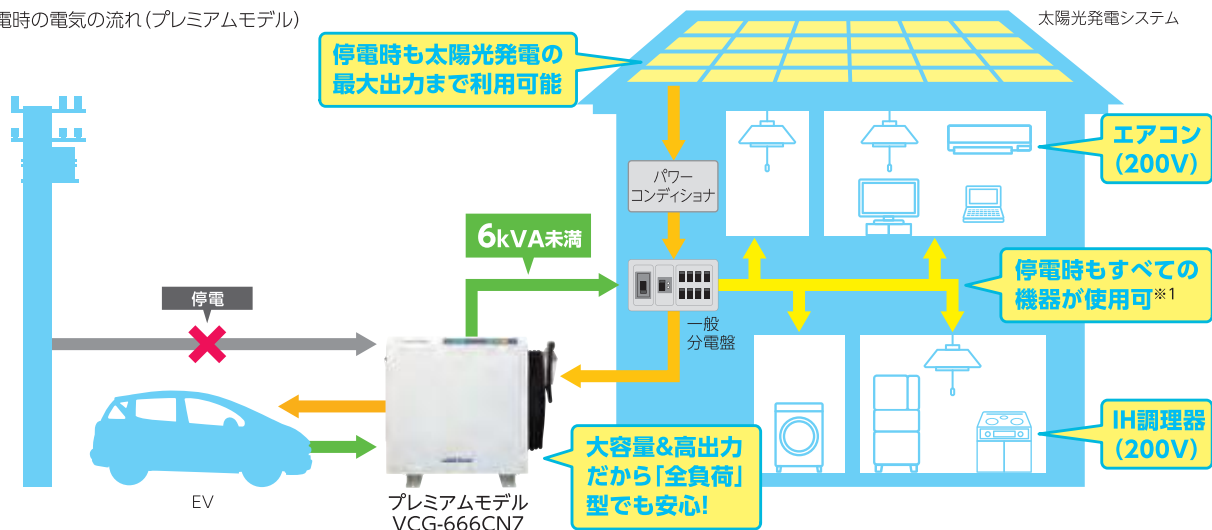 電時の電気の流れ(プレミアムモデル)
太陽光発電システム
停電時も太陽光発電の
最大出力まで利用可能
エアコン
(200V)
パワー
コンディショナ
6kVA未満
停電時もすべての
機器が使用可※1
停電
一般
分電盤
IH調理器
(200V)
大容量&高出力
だから「全負荷」
型でも安心!
EV
プレミアムモデル
VCG-666CN7